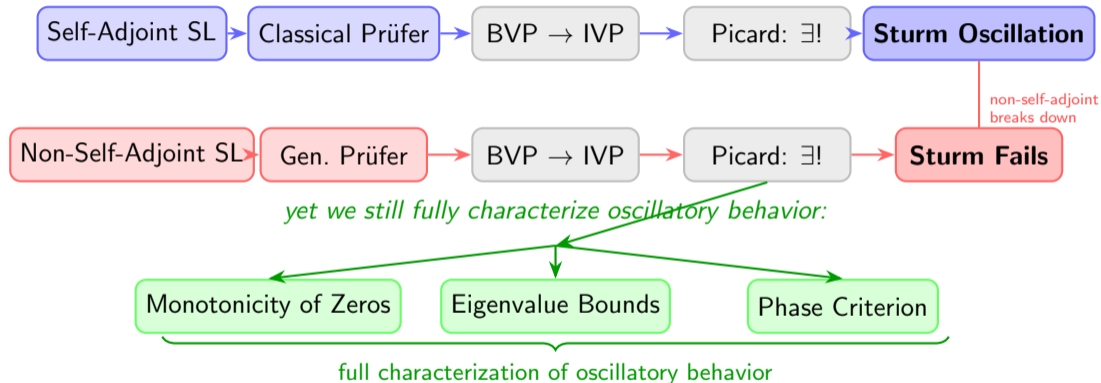 Self-Adjoint SL
Classical Prüfer
BVP → IVP
Picard: ∃!
Sturm Oscillation
non-self-adjoint
breaks down
Non-Self-Adjoint SL
Gen. Prüfer
BVP → IVP
Picard: ∃!
Sturm Fails
yet we still fully characterize oscillatory behavior:
Monotonicity of Zeros
Eigenvalue Bounds
Phase Criterion
full characterization of oscillatory behavior